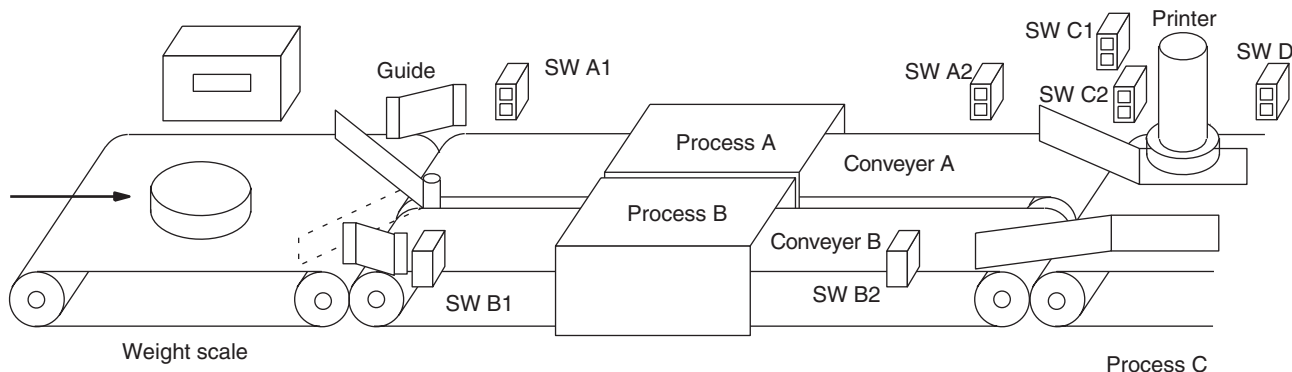 SW C1
Printer
Guide
SW A1
SW A2
SW D
SW C2
Process A
Conveyer A
Process B
Conveyer B
SW B1
SW B2
Weight scale
Process C